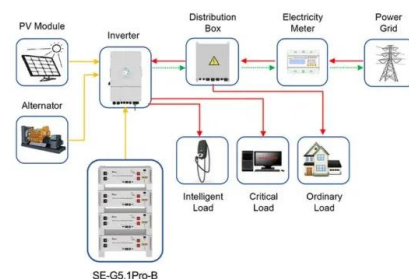 PV Module
Inverter
Distribution
Box
Electricity
Meter
Power
Grid
Alternator
Intelligent
Load
Critical
Load
Ordinary
Load
SE-G5.1Pro-B